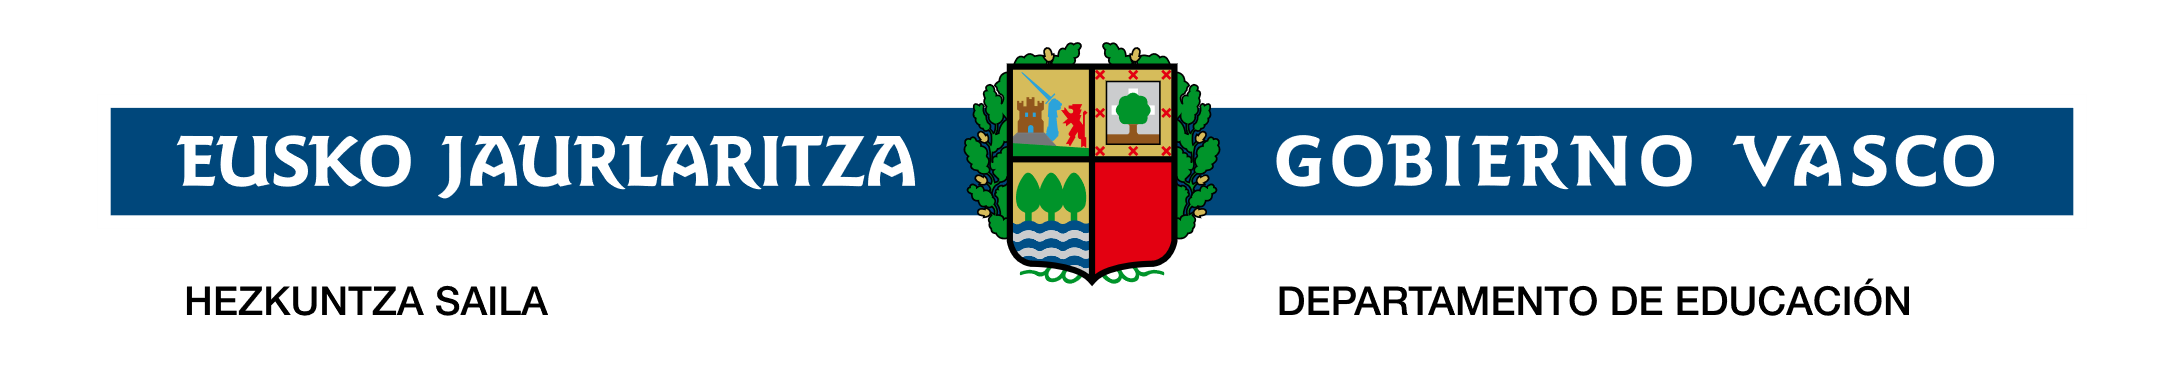 EUSKO JAURLARITZA GOBIERNO VASCO
HEZKUNTZA SAILA DEPARTAMENTO DE EDUCACIÓN